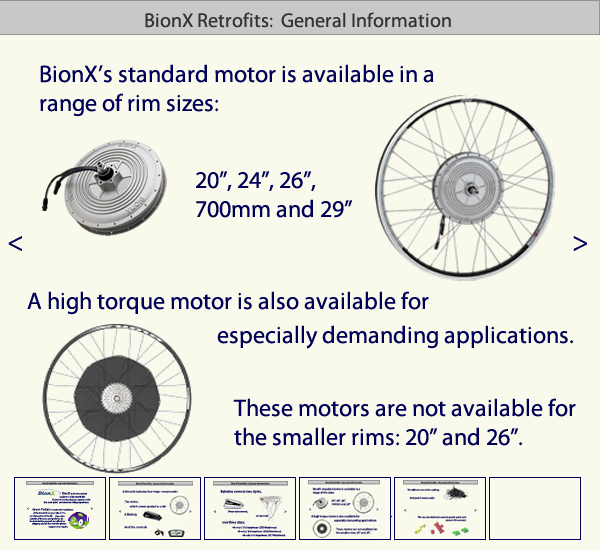 BionX Retrofits:  General Information
BionX’s standard motor is available in a
range of rim sizes:
20”, 24”, 26”,
700mm and 29”
<
>
A high torque motor is also available for
especially demanding applications.
These motors are not available for
the smaller rims: 20” and 26”.
BionX